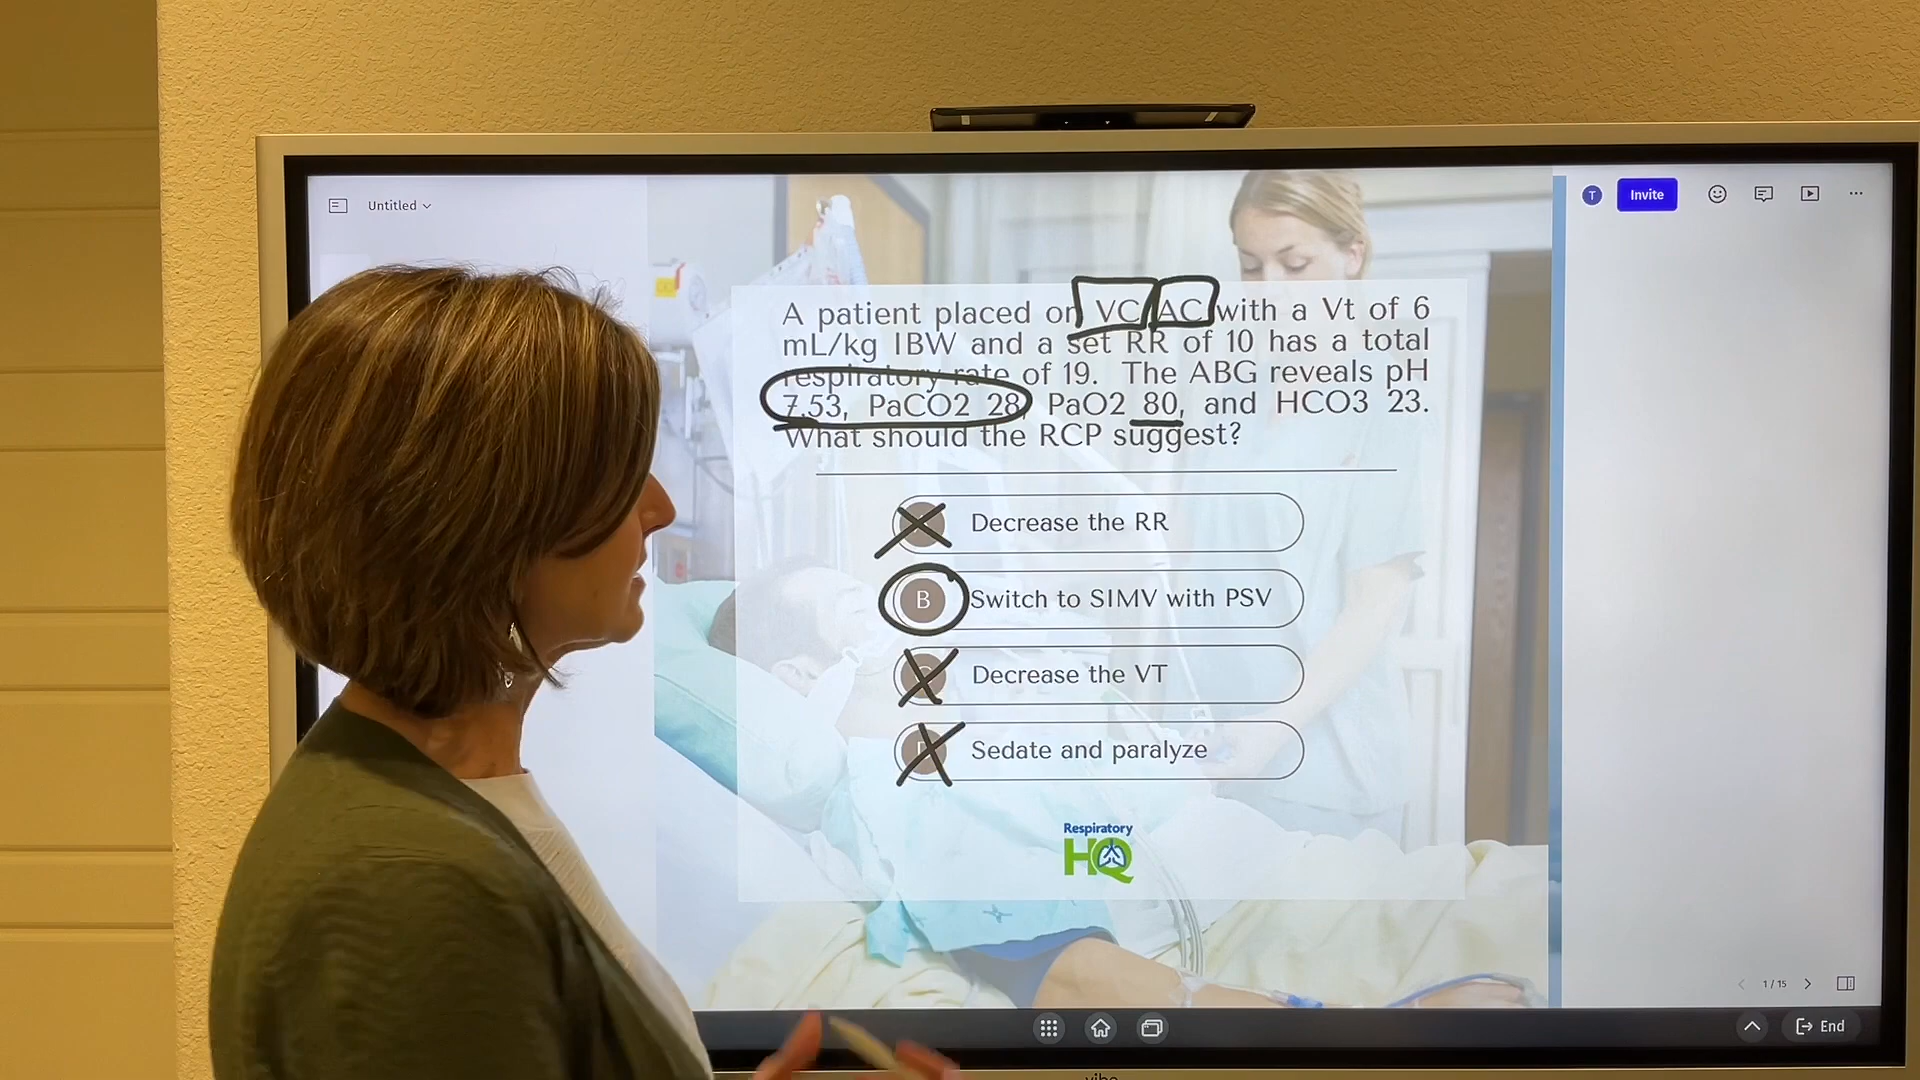 Untitled
T
Invite
A patient placed on VC AC with a Vt of 6
mL/kg IBW and a set RR of 10 has a total
respiratory rate of 19. The ABG reveals pH
7.53, PaCO2 28, PaO2 80, and HCO3 23.
What should the RCP suggest?
Decrease the RR
B Switch to SIMV with PSV
Decrease the VT
Sedate and paralyze
Respiratory
HQ
1 / 15
End
vibe